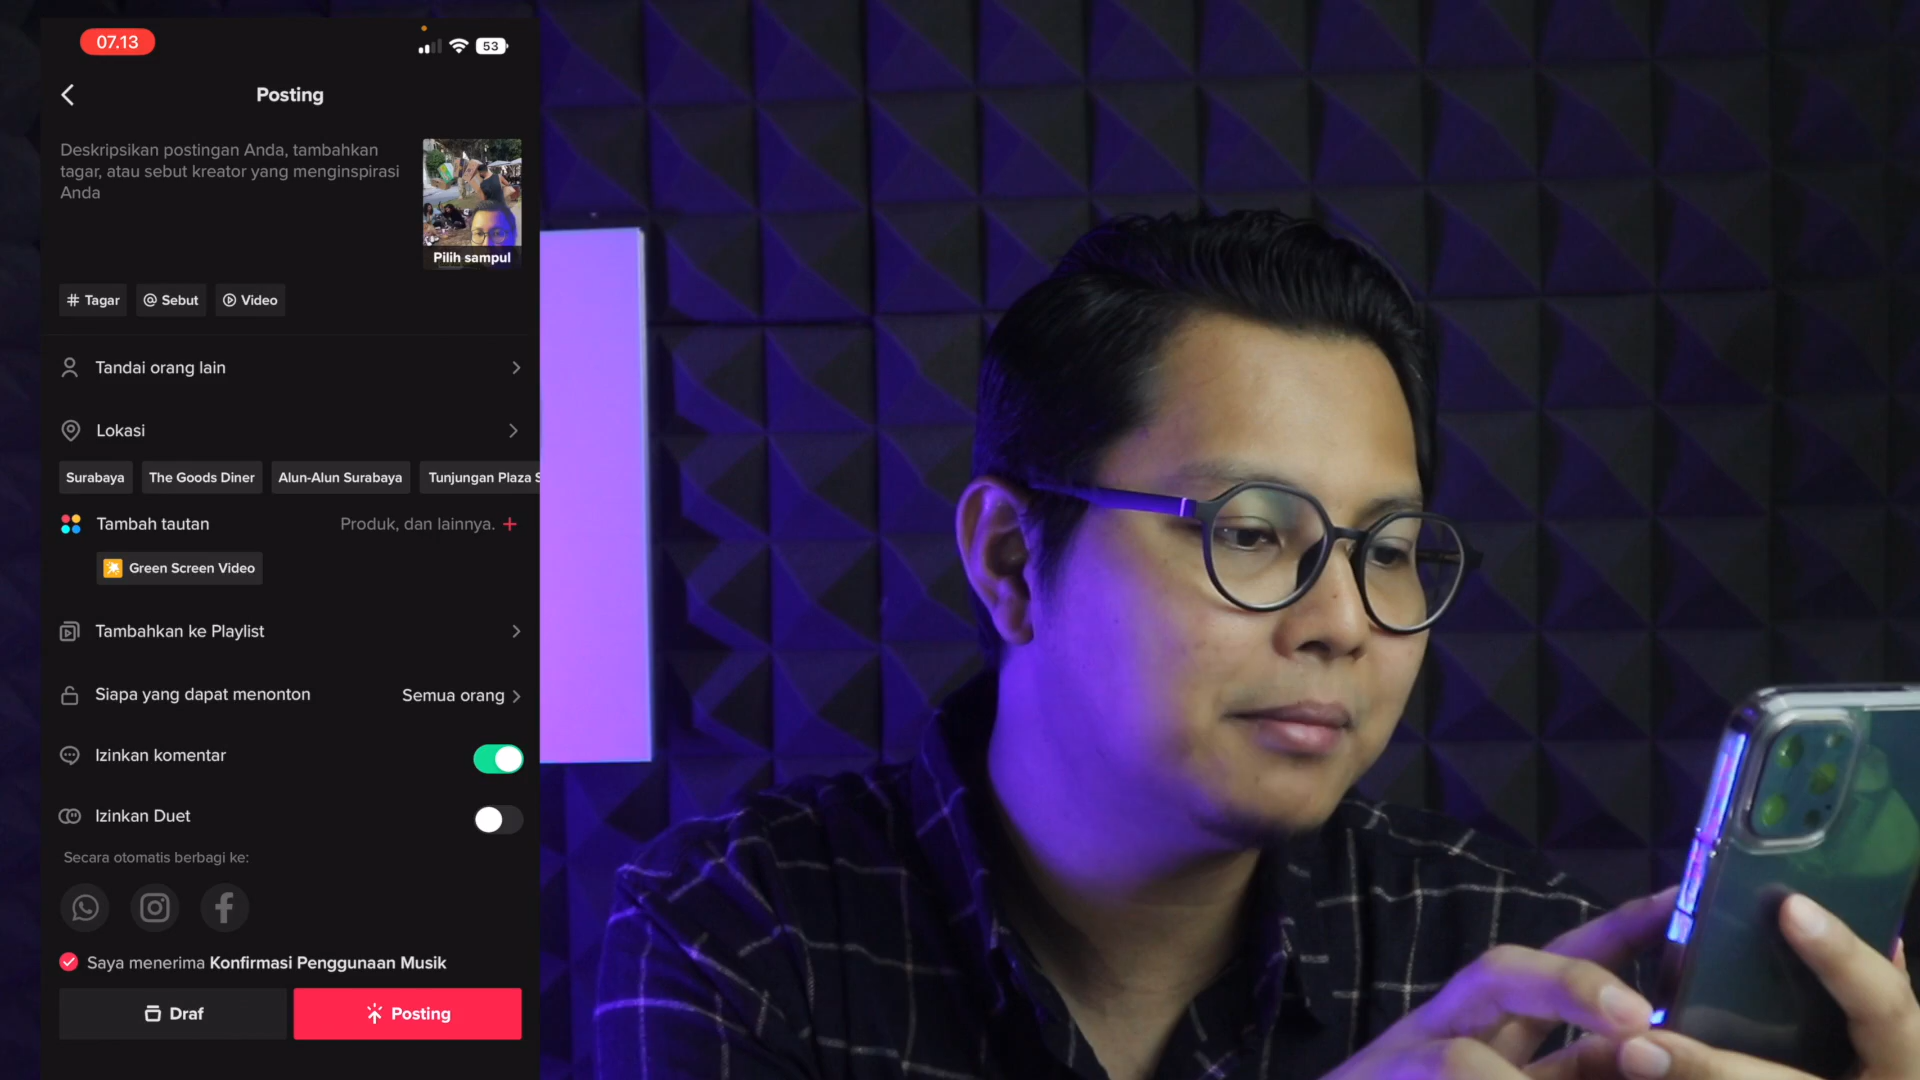 07.13
53
Posting
Deskripsikan postingan Anda, tambahkan
tagar, atau sebut kreator yang menginspirasi
Anda
Pilih sampul
# Tagar
@ Sebut
Video
Tandai orang lain
Lokasi
Surabaya
The Goods Diner
Alun-Alun Surabaya
Tunjungan Plaza S
Tambah tautan
Produk, dan lainnya. +
Green Screen Video
Tambahkan ke Playlist
Siapa yang dapat menonton
Semua orang
Izinkan komentar
Izinkan Duet
Secara otomatis berbagi ke:
Saya menerima Konfirmasi Penggunaan Musik
Draf
Posting